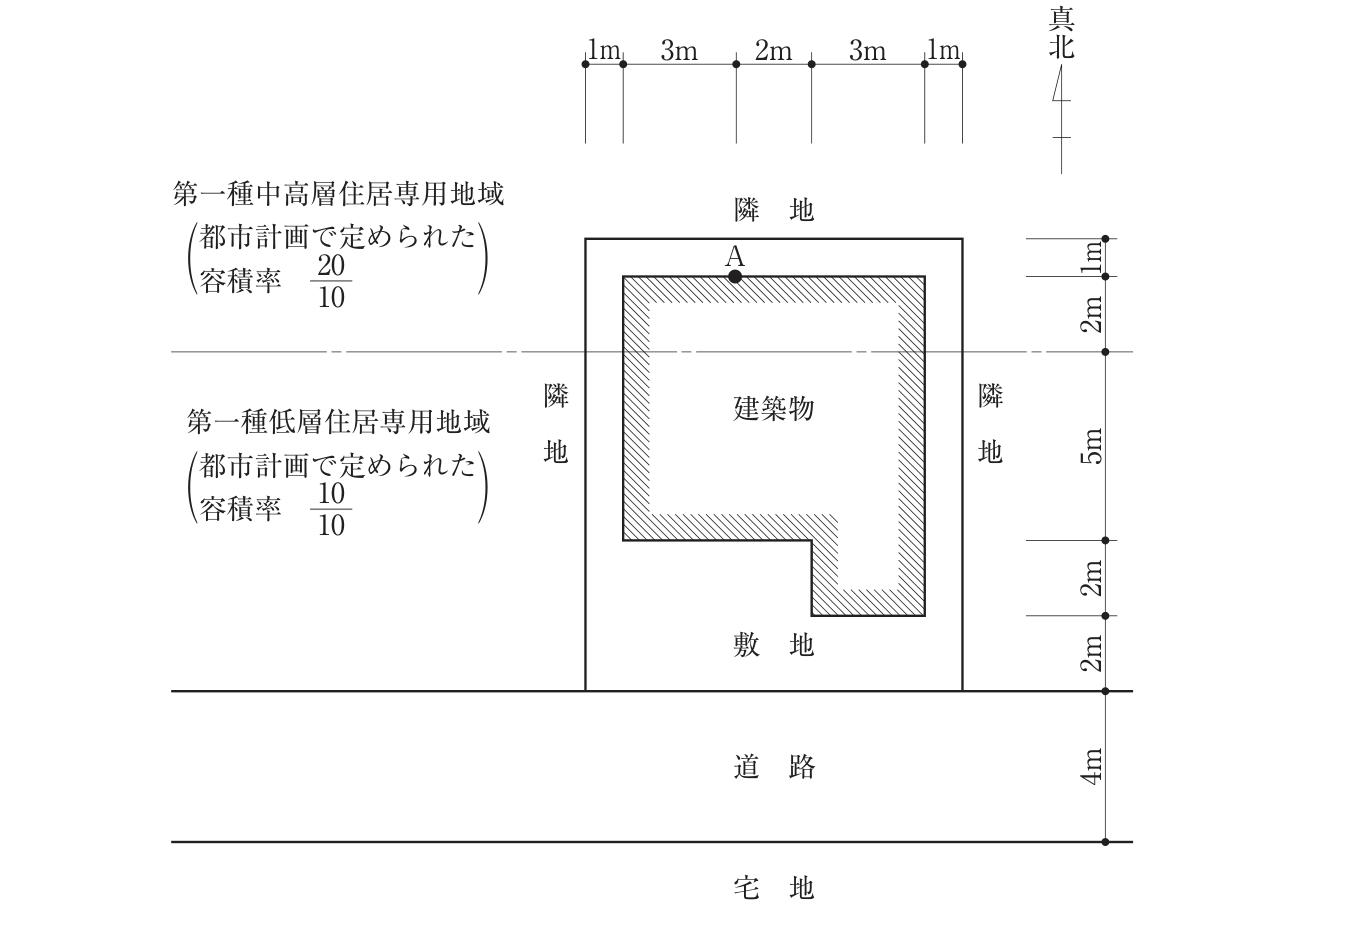 真北
1m 3m 2m 3m 1m
第一種中高層住居専用地域
(都市計画で定められた
容積率 20/10)
隣 地
A
1m
2m
第一種低層住居専用地域
(都市計画で定められた
容積率 10/10)
隣地
建築物
隣地
5m
2m
敷 地
2m
道 路
4m
宅 地